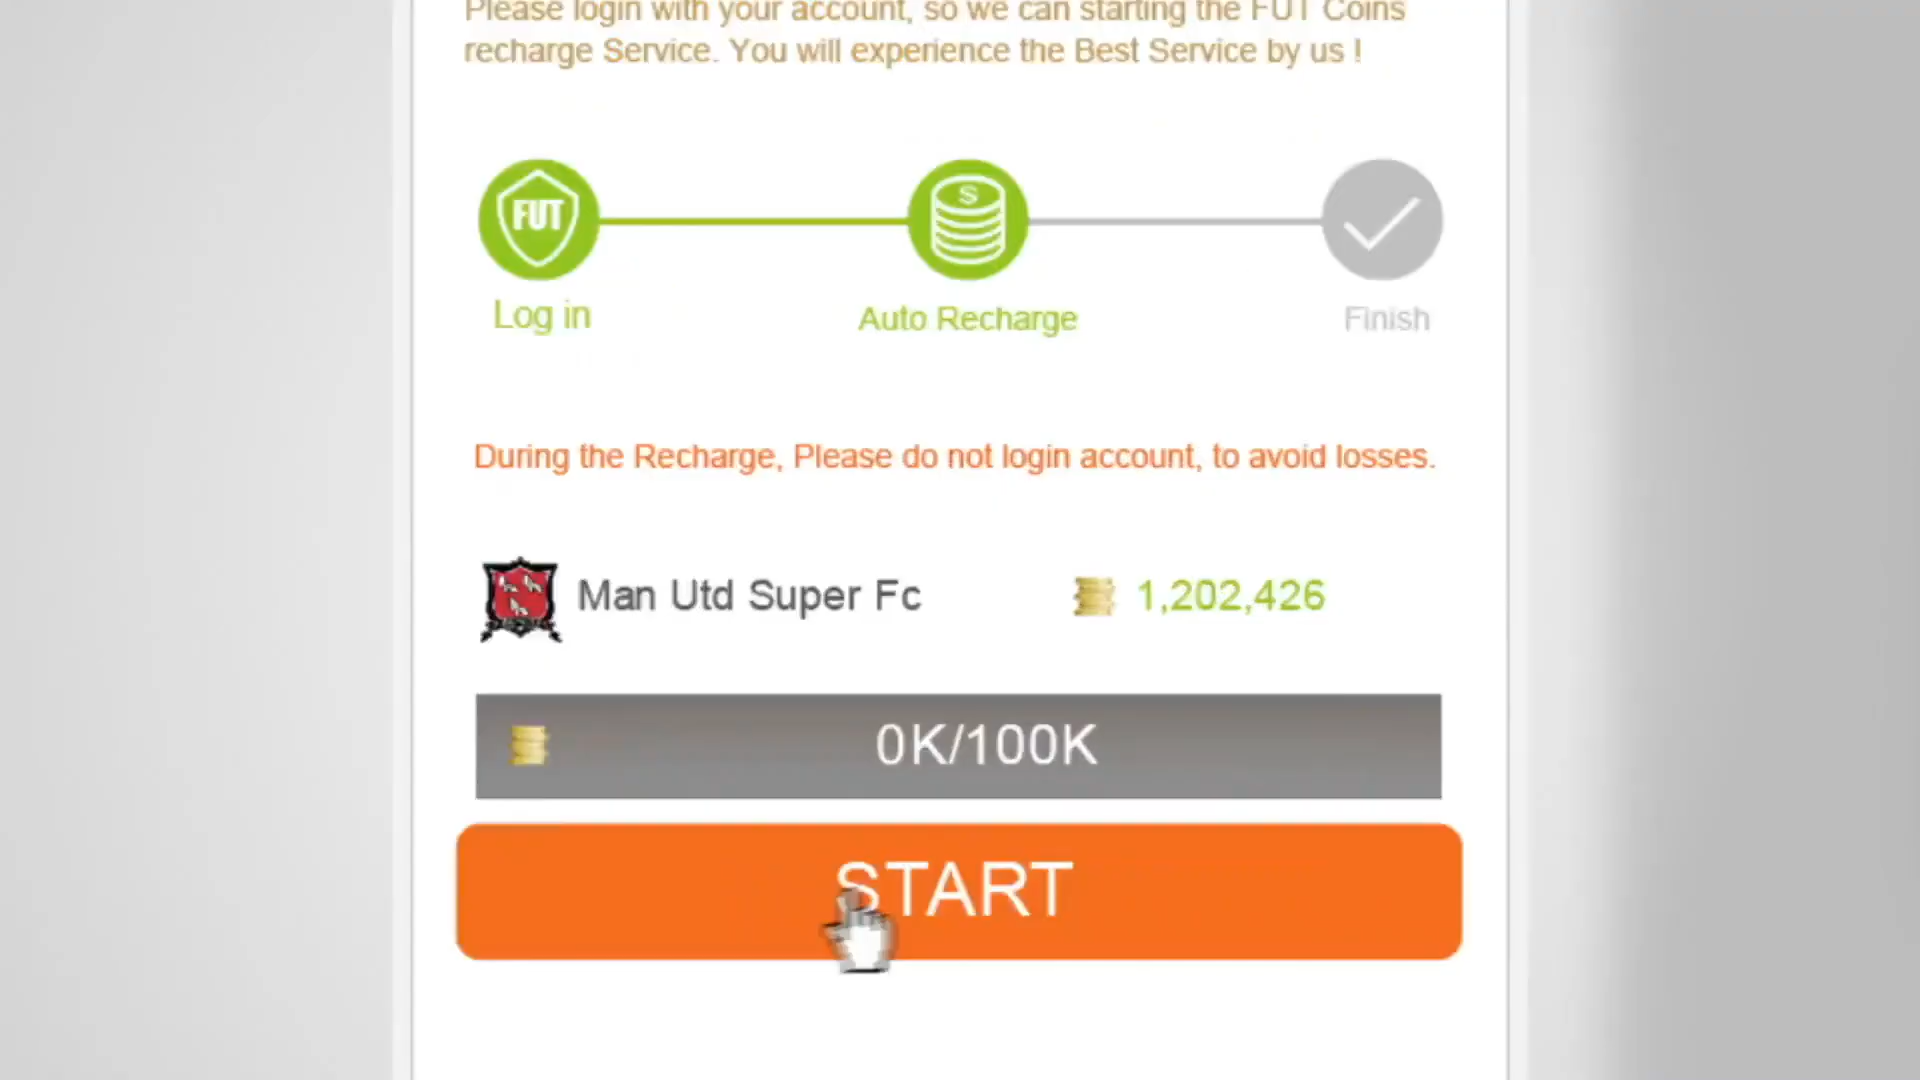 Please login with your account, so we can starting the FUT Coins
recharge Service. You will experience the Best Service by us !
FUT
S
Log in
Auto Recharge
Finish
During the Recharge, Please do not login account, to avoid losses.
Man Utd Super Fc
1,202,426
0K/100K
START